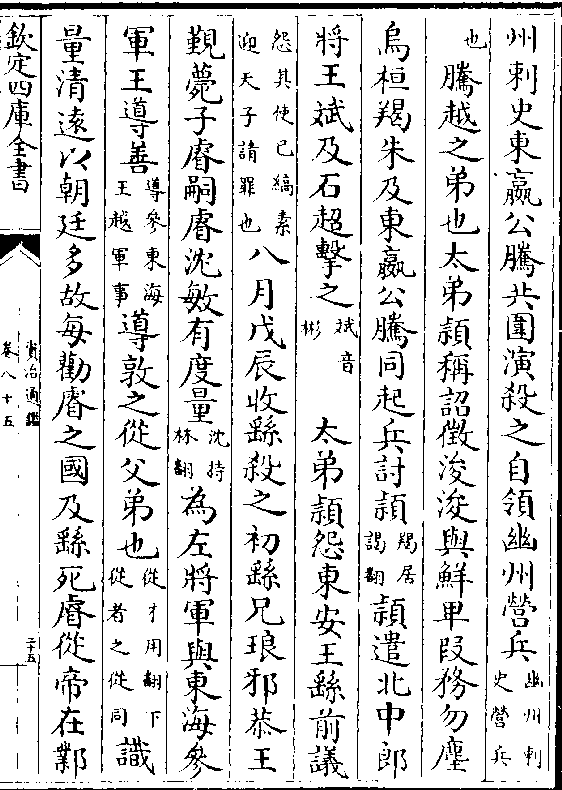 州刺史東嬴公騰共圍演殺之自領幽州營兵幽州刺史營兵
也騰越之弟也太弟頴稱詔徵浚浚與鮮卑段務勿塵
烏桓羯朱及東嬴公騰同起兵討頴羯居謁翻頴遣北中郎
將王斌及石超擊之斌音彬太弟頴怨東安王繇前議
怨其使已縞素迎天子請罪也八月戊辰收繇殺之初繇兄琅邪恭王
覲薨子睿嗣睿沈敏有度量沈持林翻為左將軍與東海參
軍王導善導參東海王越軍事導敦之從父弟也從才用翻下從者之從同識
量清遠以朝廷多故每勸睿之國及繇死睿從帝在鄴
欽定四庫全書
資治通鑑
卷八十五
二十五